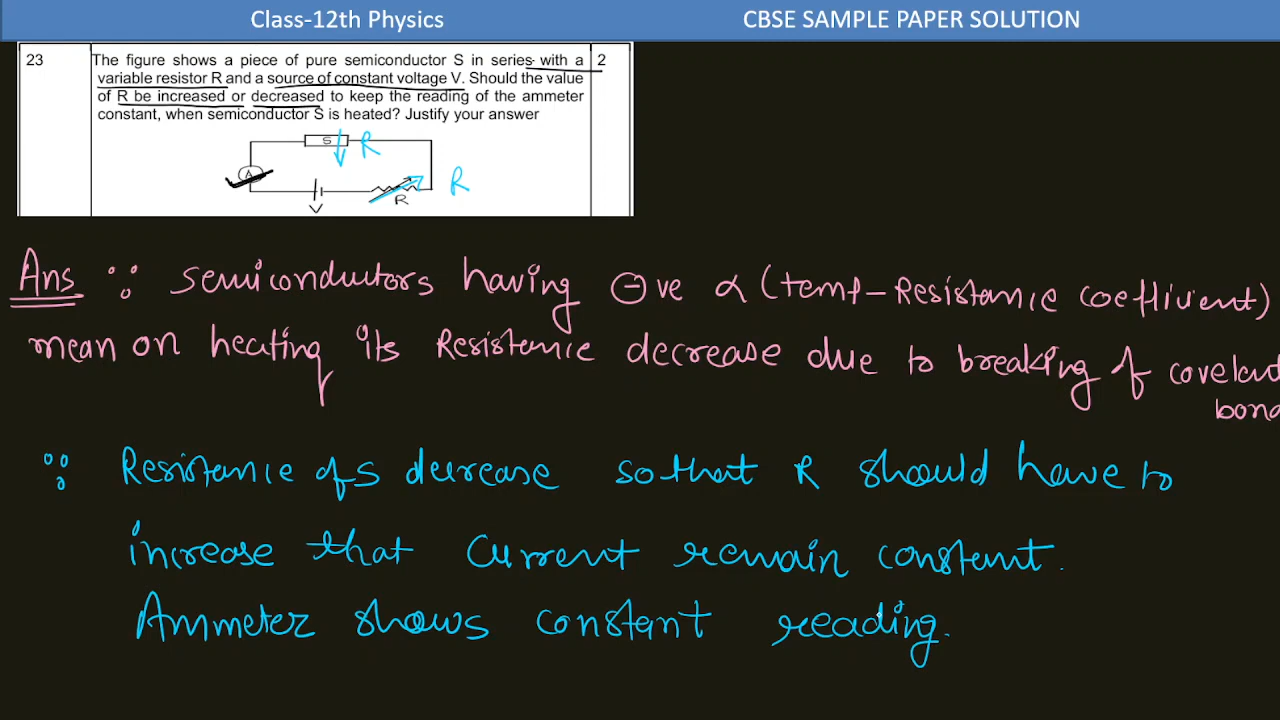 Class-12th Physics
CBSE SAMPLE PAPER SOLUTION
23
The figure shows a piece of pure semiconductor S in series with a
2
variable resistor R and a source of constant voltage V. Should the value
of R be increased or decreased to keep the reading of the ammeter
constant, when semiconductor S is heated? Justify your answer
S
R
A
R
R
V
Ans ∵ Semiconductors having ⊖ve α (temp-Resistance coefficient)
mean on heating its Resistance decrease due to breaking of covelant
bond
∵ Resistance of S decrease so that R should have to
increase that Current remain constant.
Ammeter shows constant reading.